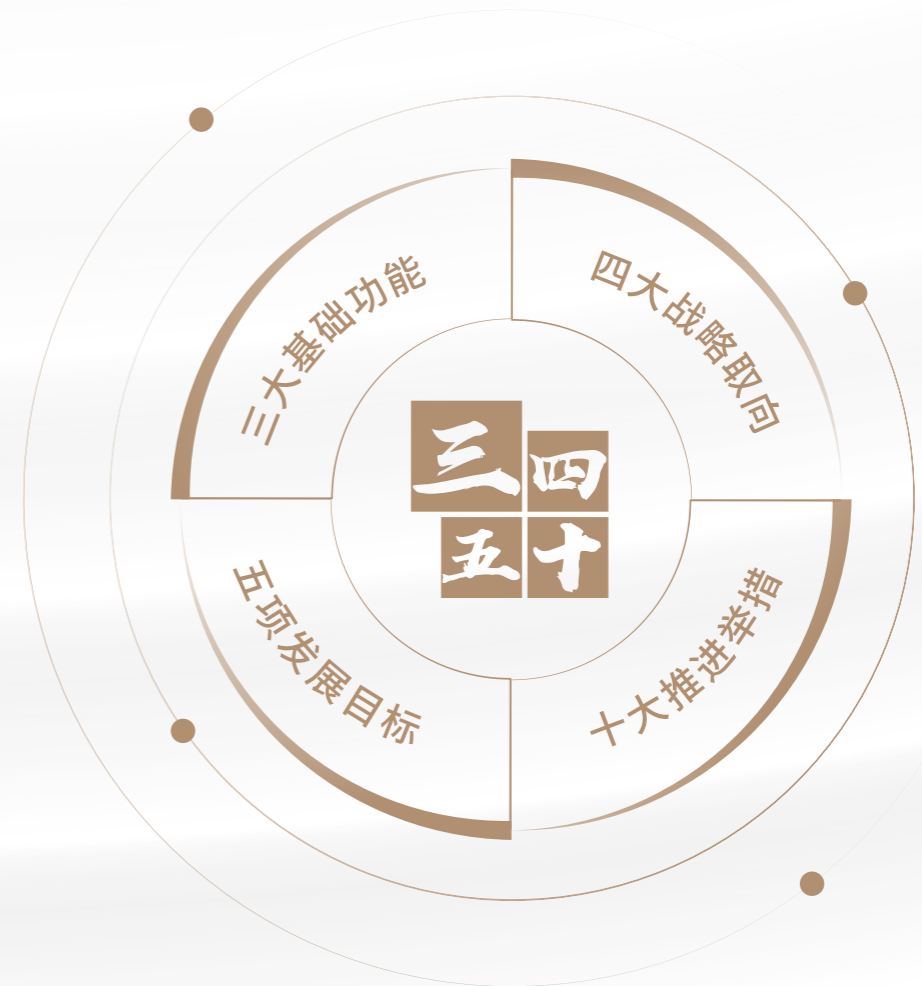 三大基础功能
四大战略取向
三四
五十
五项发展目标
十大推进举措